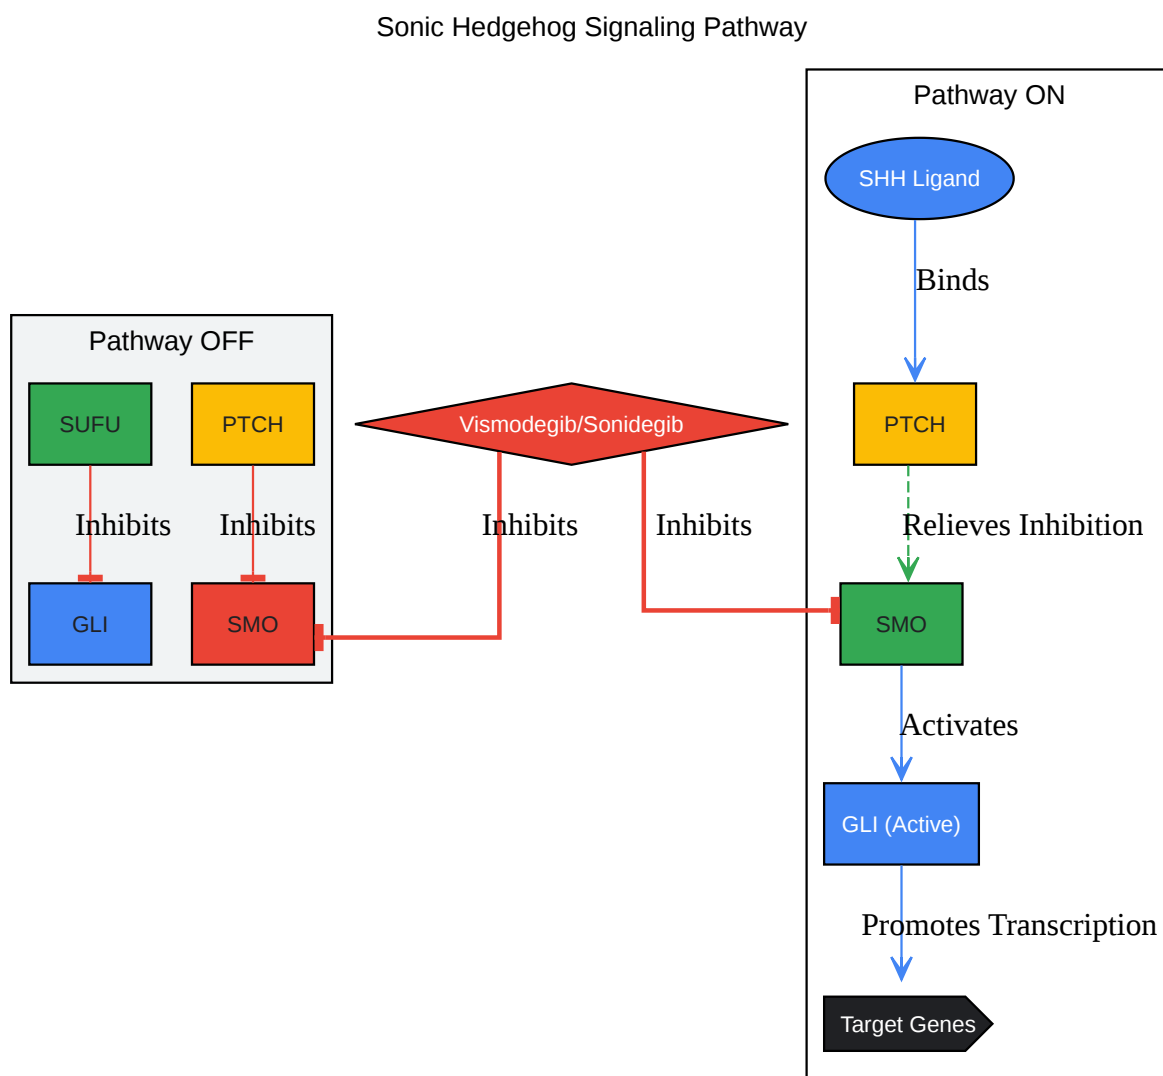 Sonic Hedgehog Signaling Pathway
Pathway ON
SHH Ligand
Binds
Pathway OFF
SUFU
PTCH
Vismodegib/Sonidegib
PTCH
Inhibits
Inhibits
Inhibits
Inhibits
Relieves Inhibition
GLI
SMO
SMO
Activates
GLI (Active)
Promotes Transcription
Target Genes